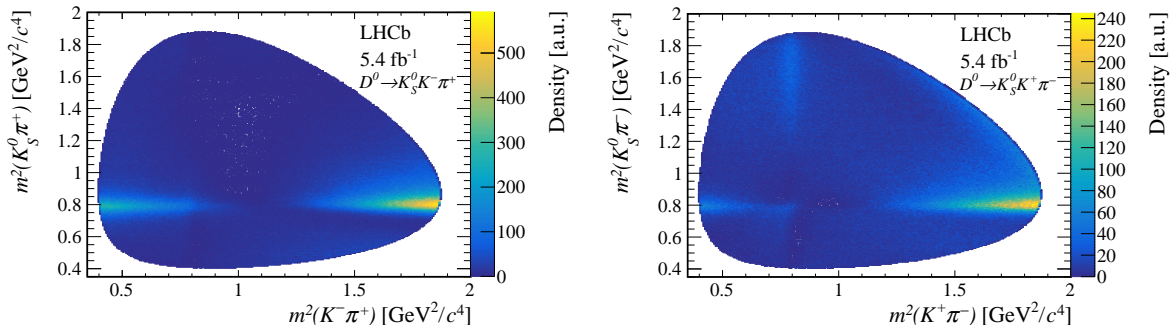 m²(K_S⁰π⁺) [GeV²/c⁴]
2
1.8
1.6
1.4
1.2
1
0.8
0.6
0.4
0.5 1 1.5 2
m²(K⁻π⁺) [GeV²/c⁴]
LHCb
5.4 fb⁻¹
D⁰→K_S⁰K⁻π⁺
Density [a.u.]
500
400
300
200
100
0
m²(K_S⁰π⁻) [GeV²/c⁴]
2
1.8
1.6
1.4
1.2
1
0.8
0.6
0.4
0.5 1 1.5 2
m²(K⁺π⁻) [GeV²/c⁴]
LHCb
5.4 fb⁻¹
D⁰→K_S⁰K⁺π⁻
Density [a.u.]
240
220
200
180
160
140
120
100
80
60
40
20
0